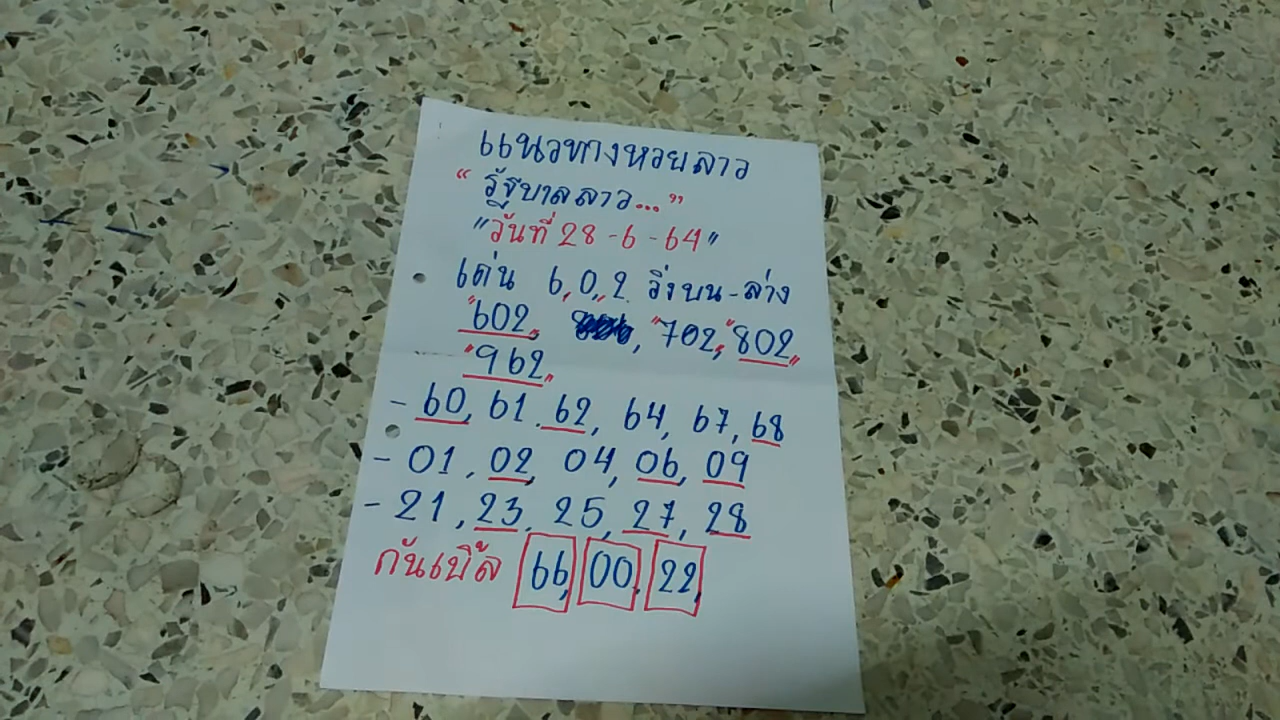 แนวทางหวยลาว
"รัฐบาลลาว..."
"วันที่ 28-6-64"
เด่น 6,0,2 วิ่งบน-ล่าง
"602", "702", "802"
"962"
- 60, 61, 62, 64, 67, 68
- 01, 02, 04, 06, 09
- 21, 23, 25, 27, 28
กันเบิ้ล 66, 00, 22,